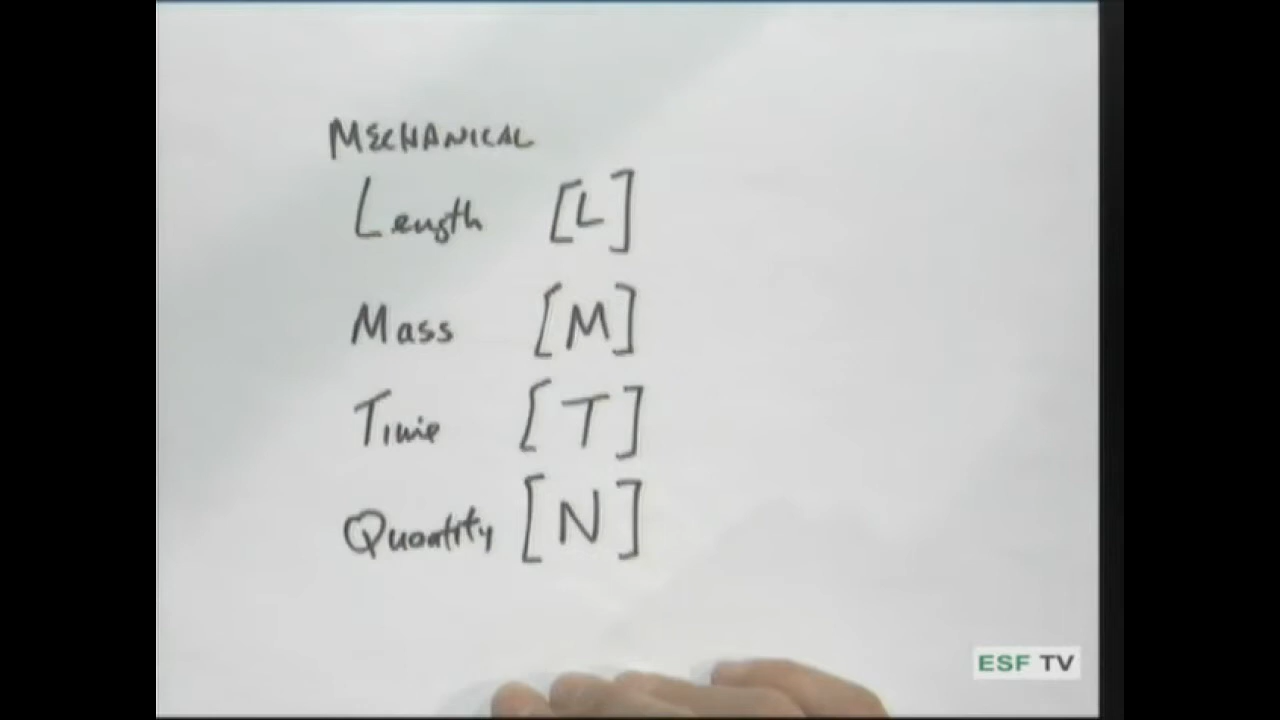 MECHANICAL
Length [L]
Mass [M]
Time [T]
Quantity [N]
ESF TV